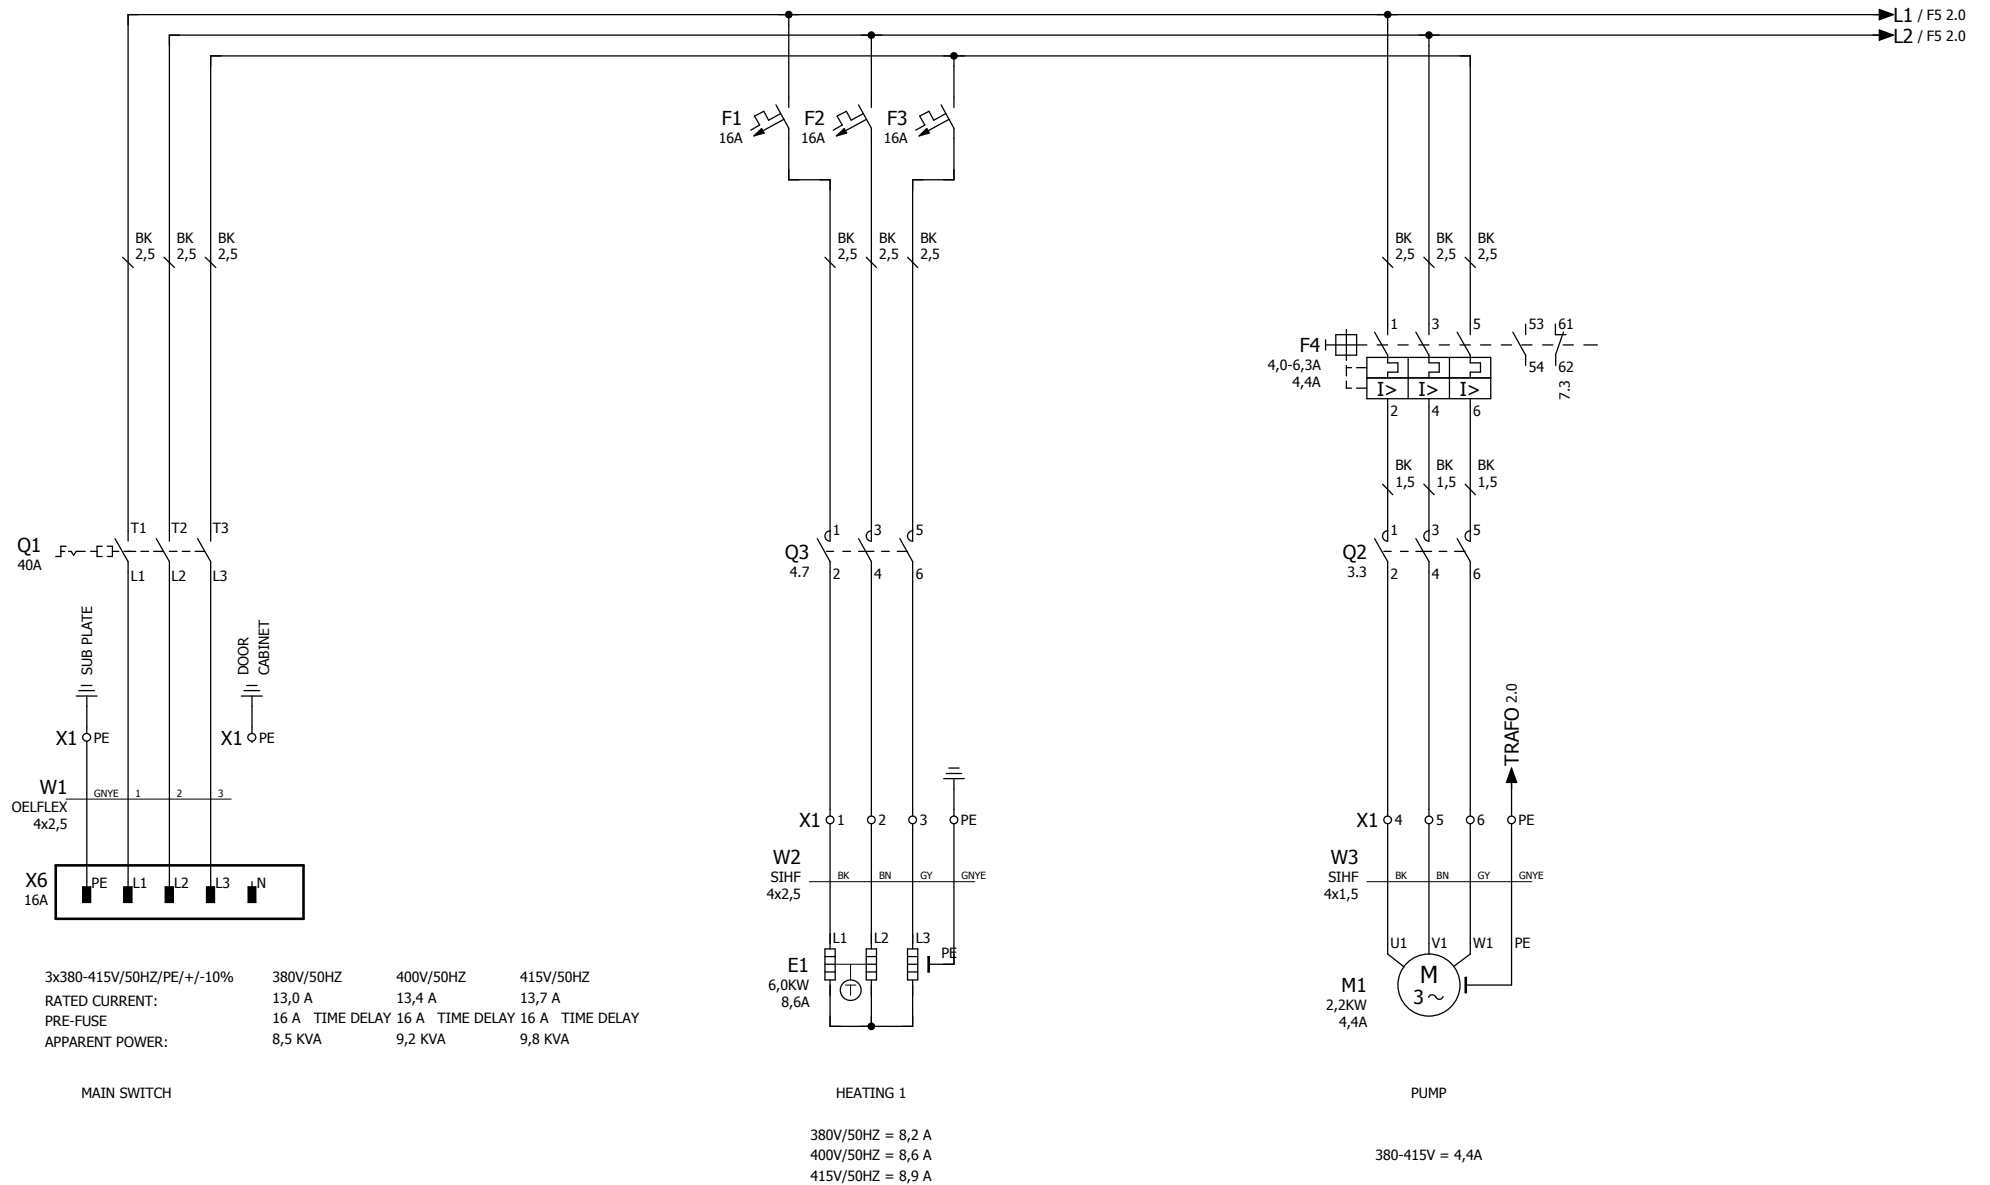 L1 / F5 2.0
L2 / F5 2.0
F1 F2 F3
16A 16A 16A
BK BK BK BK BK BK BK BK BK
2,5 2,5 2,5 2,5 2,5 2,5 2,5 2,5 2,5
1 3 5 53 61
F4
4,0-6,3A
4,4A
54 62
7.3
I> I> I>
2 4 6
BK BK BK
1,5 1,5 1,5
T1 T2 T3 1 3 5 1 3 5
Q1 Q3 Q2
40A 4.7 3.3
L1 L2 L3 2 4 6 2 4 6
SUB PLATE
DOOR
CABINET
TRAFO 2.0
X1 PE X1 PE
W1 GNYE 1 2 3
OELFLEX
4x2,5
X1 1 2 3 PE X1 4 5 6 PE
W2 BK BN GY GNYE
SIHF
4x2,5
W3 BK BN GY GNYE
SIHF
4x1,5
X6 PE L1 L2 L3 N
16A
L1 L2 L3 PE
E1
6,0KW
8,6A
T
U1 V1 W1 PE
M
3~
M1
2,2KW
4,4A
3x380-415V/50HZ/PE/+/-10% 380V/50HZ 400V/50HZ 415V/50HZ
RATED CURRENT: 13,0 A 13,4 A 13,7 A
PRE-FUSE 16 A TIME DELAY 16 A TIME DELAY 16 A TIME DELAY
APPARENT POWER: 8,5 KVA 9,2 KVA 9,8 KVA
MAIN SWITCH HEATING 1 PUMP
380V/50HZ = 8,2 A
400V/50HZ = 8,6 A 380-415V = 4,4A
415V/50HZ = 8,9 A